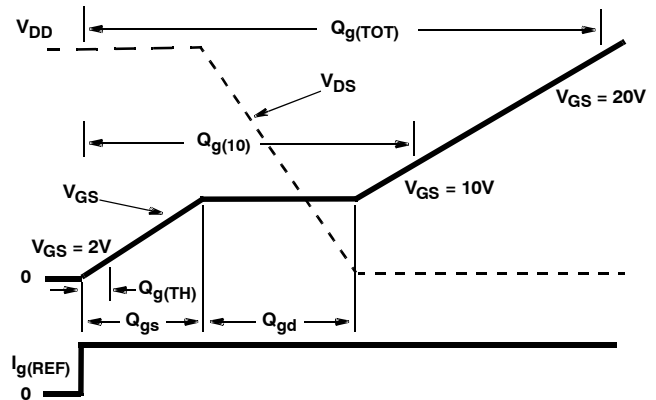 V_DD
Q_g(TOT)
V_DS
V_GS = 20V
Q_g(10)
V_GS
V_GS = 10V
V_GS = 2V
0
Q_g(TH)
Q_gs
Q_gd
I_g(REF)
0